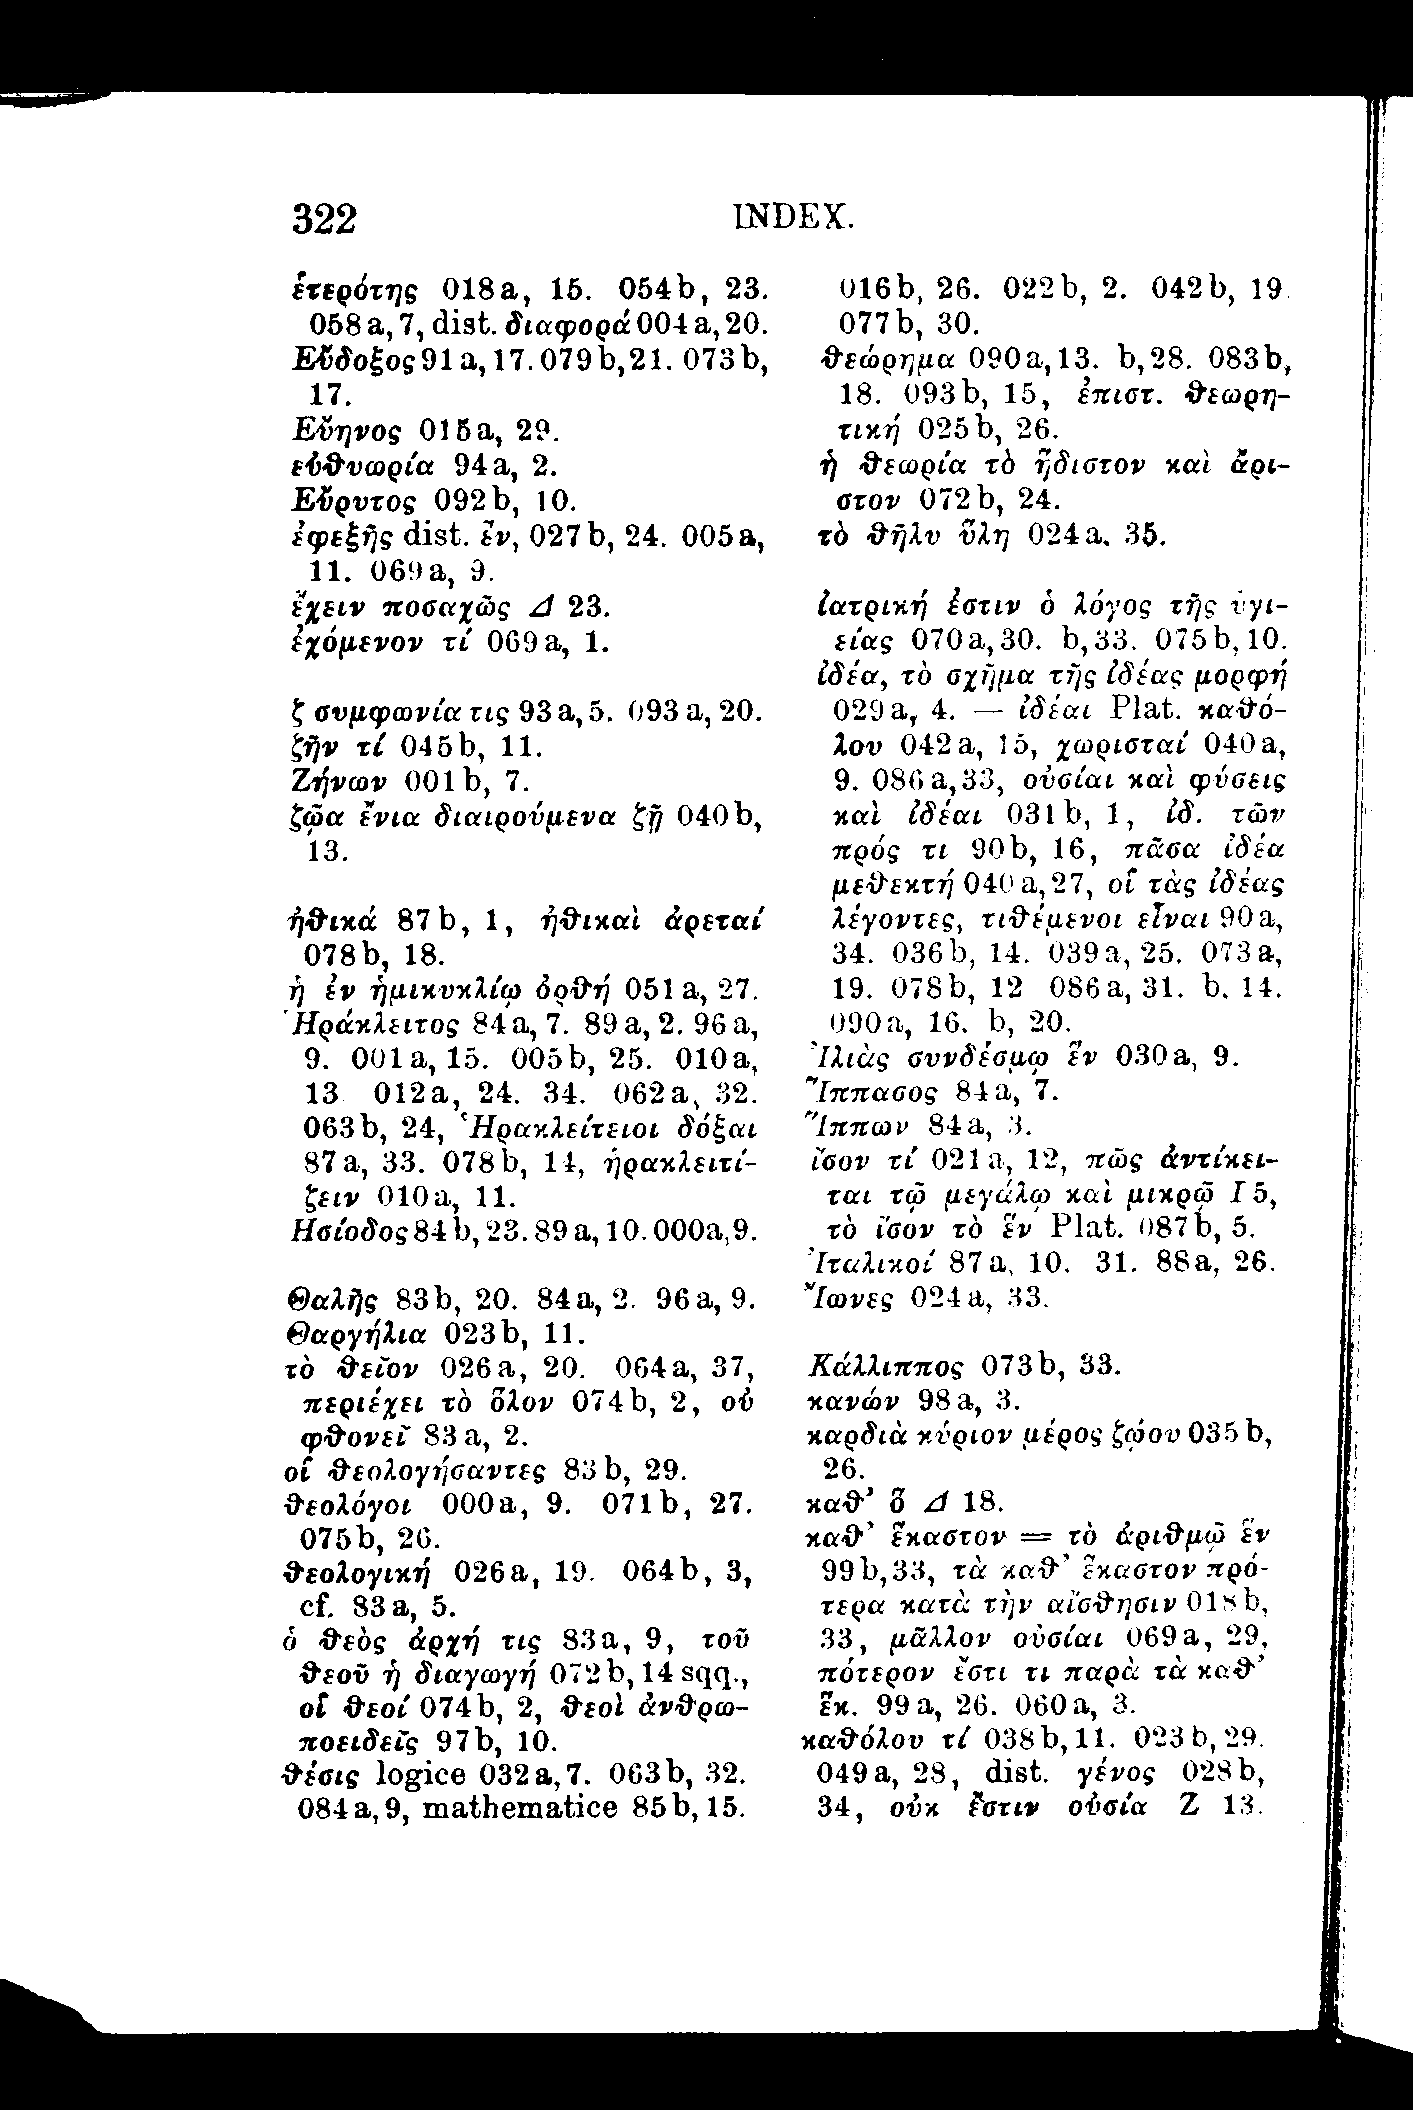 322 INDEX.
ἑτερότης 018a, 15. 054b, 23.
058a, 7, dist. διαφορά 004a, 20.
Εὔδοξος 91a, 17. 079b, 21. 073b,
17.
Εὔηνος 015a, 29.
εὐθυωρία 94a, 2.
Εὔρυτος 092b, 10.
ἐφεξῆς dist. ἕν, 027b, 24. 005a,
11. 069a, 9.
ἔχειν ποσαχῶς Δ 23.
ἐχόμενον τί 069a, 1.
ζ συμφωνία τις 93a, 5. 093a, 20.
ζῆν τί 045b, 11.
Ζήνων 001b, 7.
ζῷα ἔνια διαιρούμενα ζῇ 040b,
13.
ἠθικά 87b, 1, ἠθικαὶ ἀρεταί
078b, 18.
ἡ ἐν ἡμικυκλίῳ ὀρθή 051a, 27.
Ἡράκλειτος 84a, 7. 89a, 2. 96a,
9. 001a, 15. 005b, 25. 010a,
13 012a, 24. 34. 062a, 32.
063b, 24, Ἡρακλείτειοι δόξαι
87a, 33. 078b, 14, ἡρακλειτί-
ζειν 010a, 11.
Ησίοδος 84b, 23. 89a, 10. 000a, 9.
Θαλῆς 83b, 20. 84a, 2. 96a, 9.
Θαργήλια 023b, 11.
τὸ θεῖον 026a, 20. 064a, 37,
περιέχει τὸ ὅλον 074b, 2, οὐ
φθονεῖ 83a, 2.
οἱ θεολογήσαντες 83b, 29.
θεολόγοι 000a, 9. 071b, 27.
075b, 26.
θεολογική 026a, 19. 064b, 3,
cf. 83a, 5.
ὁ θεὸς ἀρχή τις 83a, 9, τοῦ
θεοῦ ἡ διαγωγή 072b, 14 sqq.,
οἱ θεοί 074b, 2, θεοὶ ἀνθρω-
ποειδεῖς 97b, 10.
θέσις logice 032a, 7. 063b, 32.
084a, 9, mathematice 85b, 15.
016b, 26. 022b, 2. 042b, 19
077b, 30.
θεώρημα 090a, 13. b, 28. 083b,
18. 093b, 15, ἐπιστ. θεωρη-
τική 025b, 26.
ἡ θεωρία τὸ ἥδιστον καὶ ἄρι-
στον 072b, 24.
τὸ θῆλυ ὕλη 024a. 35.
ἰατρική ἐστιν ὁ λόγος τῆς ὑγι-
είας 070a, 30. b, 33. 075b, 10.
ἰδέα, τὸ σχῆμα τῆς ἰδέας μορφή
029a, 4. — ἰδέαι Plat. καθό-
λου 042a, 15, χωρισταί 040a,
9. 086a, 33, οὐσίαι καὶ φύσεις
καὶ ἰδέαι 031b, 1, ἰδ. τῶν
πρός τι 90b, 16, πᾶσα ἰδέα
μεθεκτή 040a, 27, οἱ τὰς ἰδέας
λέγοντες, τιθέμενοι εἶναι 90a,
34. 036b, 14. 039a, 25. 073a,
19. 078b, 12 086a, 31. b. 14.
090a, 16. b, 20.
Ἰλιὰς συνδέσμῳ ἕν 030a, 9.
Ἵππασος 84a, 7.
Ἵππων 84a, 3.
ἴσον τί 021a, 12, πῶς ἀντίκει-
ται τῷ μεγάλῳ καὶ μικρῷ I 5,
τὸ ἴσον τὸ ἕν Plat. 087b, 5.
Ἰταλικοί 87a, 10. 31. 88a, 26.
Ἴωνες 024a, 33.
Κάλλιππος 073b, 33.
κανών 98a, 3.
καρδιὰ κύριον μέρος ζῴου 035b,
26.
καθ’ ὅ Δ 18.
καθ’ ἕκαστον = τὸ ἀριθμῷ ἕν
99b, 33, τὰ καθ’ ἕκαστον πρό-
τερα κατὰ τὴν αἴσθησιν 018b,
33, μᾶλλον οὐσίαι 069a, 29,
πότερον ἔστι τι παρὰ τὰ καθ’
ἕκ. 99a, 26. 060a, 3.
καθόλου τί 038b, 11. 023b, 29.
049a, 28, dist. γένος 028b,
34, οὐκ ἔστιν οὐσία Z 13.